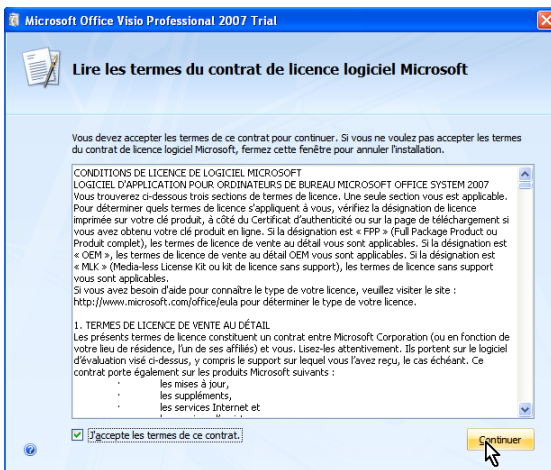 Microsoft Office Visio Professional 2007 Trial
Lire les termes du contrat de licence logiciel Microsoft
Vous devez accepter les termes de ce contrat pour continuer. Si vous ne voulez pas accepter les termes
du contrat de licence logiciel Microsoft, fermez cette fenêtre pour annuler l'installation.
CONDITIONS DE LICENCE DE LOGICIEL MICROSOFT
LOGICIEL D'APPLICATION POUR ORDINATEURS DE BUREAU MICROSOFT OFFICE SYSTEM 2007
Vous trouverez ci-dessous trois sections de termes de licence. Une seule section vous est applicable.
Pour déterminer quels termes de licence s'appliquent à vous, vérifiez la désignation de licence
imprimée sur votre clé produit, à côté du Certificat d'authenticité ou sur la page de téléchargement si
vous avez obtenu votre clé produit en ligne. Si la désignation est « FPP » (Full Package Product ou
Produit complet), les termes de licence de vente au détail vous sont applicables. Si la désignation est
« OEM », les termes de licence de vente au détail OEM vous sont applicables. Si la désignation est
« MLK » (Media-less License Kit ou kit de licence sans support), les termes de licence sans support
vous sont applicables.
Si vous avez besoin d'aide pour connaître le type de votre licence, veuillez visiter le site :
http://www.microsoft.com/office/eula pour déterminer le type de votre licence.
1. TERMES DE LICENCE DE VENTE AU DÉTAIL
Les présents termes de licence constituent un contrat entre Microsoft Corporation (ou en fonction de
votre lieu de résidence, l'un de ses affiliés) et vous. Lisez-les attentivement. Ils portent sur le logiciel
d'évaluation visé ci-dessus, y compris le support sur lequel vous l'avez reçu, le cas échéant. Ce
contrat porte également sur les produits Microsoft suivants :
· les mises à jour,
· les suppléments,
· les services Internet et
J'accepte les termes de ce contrat.
Continuer